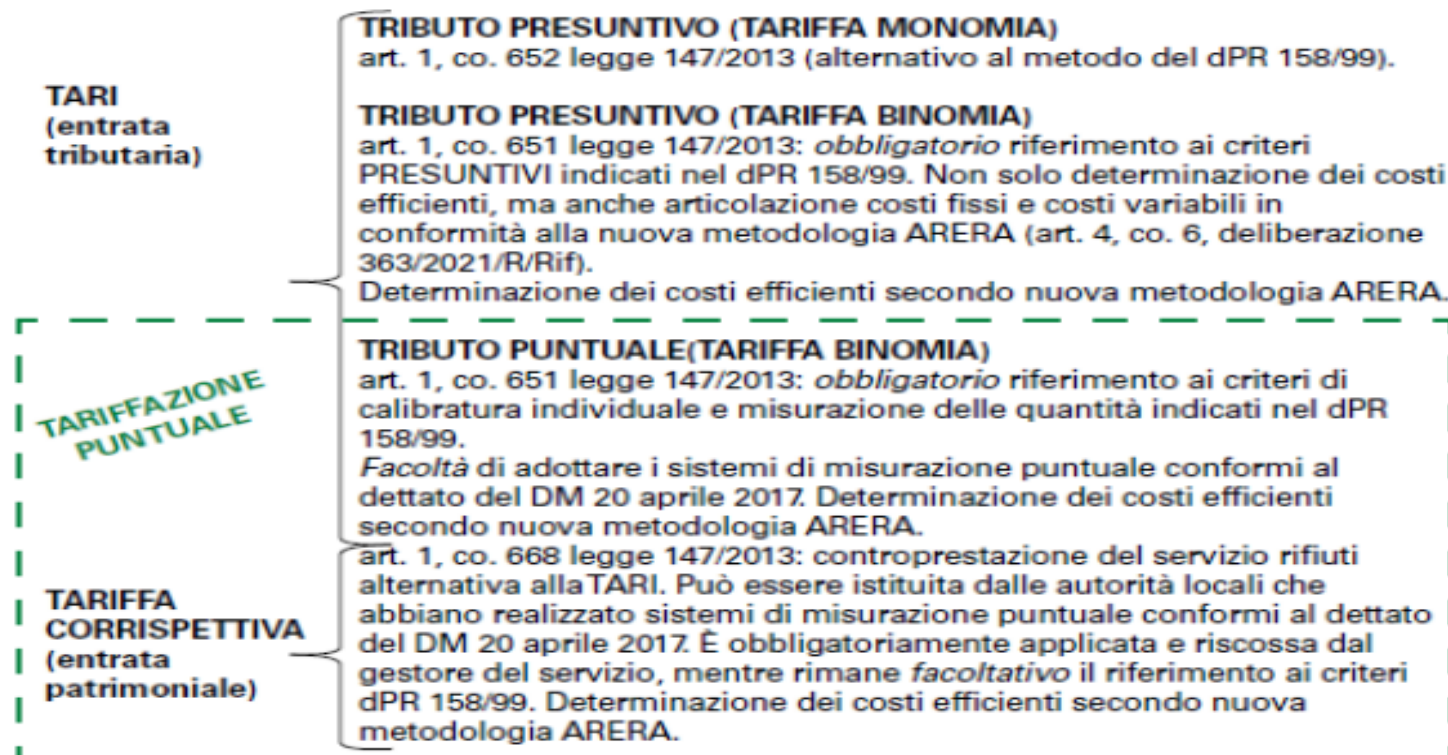 TRIBUTO PRESUNTIVO (TARIFFA MONOMIA)
art. 1, co. 652 legge 147/2013 (alternativo al metodo del dPR 158/99).
TARI
(entrata
tributaria)
TRIBUTO PRESUNTIVO (TARIFFA BINOMIA)
art. 1, co. 651 legge 147/2013: obbligatorio riferimento ai criteri
PRESUNTIVI indicati nel dPR 158/99. Non solo determinazione dei costi
efficienti, ma anche articolazione costi fissi e costi variabili in
conformità alla nuova metodologia ARERA (art. 4, co. 6, deliberazione
363/2021/R/Rif).
Determinazione dei costi efficienti secondo nuova metodologia ARERA.
TARIFFAZIONE
PUNTUALE
TRIBUTO PUNTUALE(TARIFFA BINOMIA)
art. 1, co. 651 legge 147/2013: obbligatorio riferimento ai criteri di
calibratura individuale e misurazione delle quantità indicati nel dPR
158/99.
Facoltà di adottare i sistemi di misurazione puntuale conformi al
dettato del DM 20 aprile 2017. Determinazione dei costi efficienti
secondo nuova metodologia ARERA.
TARIFFA
CORRISPETTIVA
(entrata
patrimoniale)
art. 1, co. 668 legge 147/2013: controprestazione del servizio rifiuti
alternativa alla TARI. Può essere istituita dalle autorità locali che
abbiano realizzato sistemi di misurazione puntuale conformi al dettato
del DM 20 aprile 2017. È obbligatoriamente applicata e riscossa dal
gestore del servizio, mentre rimane facoltativo il riferimento ai criteri
dPR 158/99. Determinazione dei costi efficienti secondo nuova
metodologia ARERA.